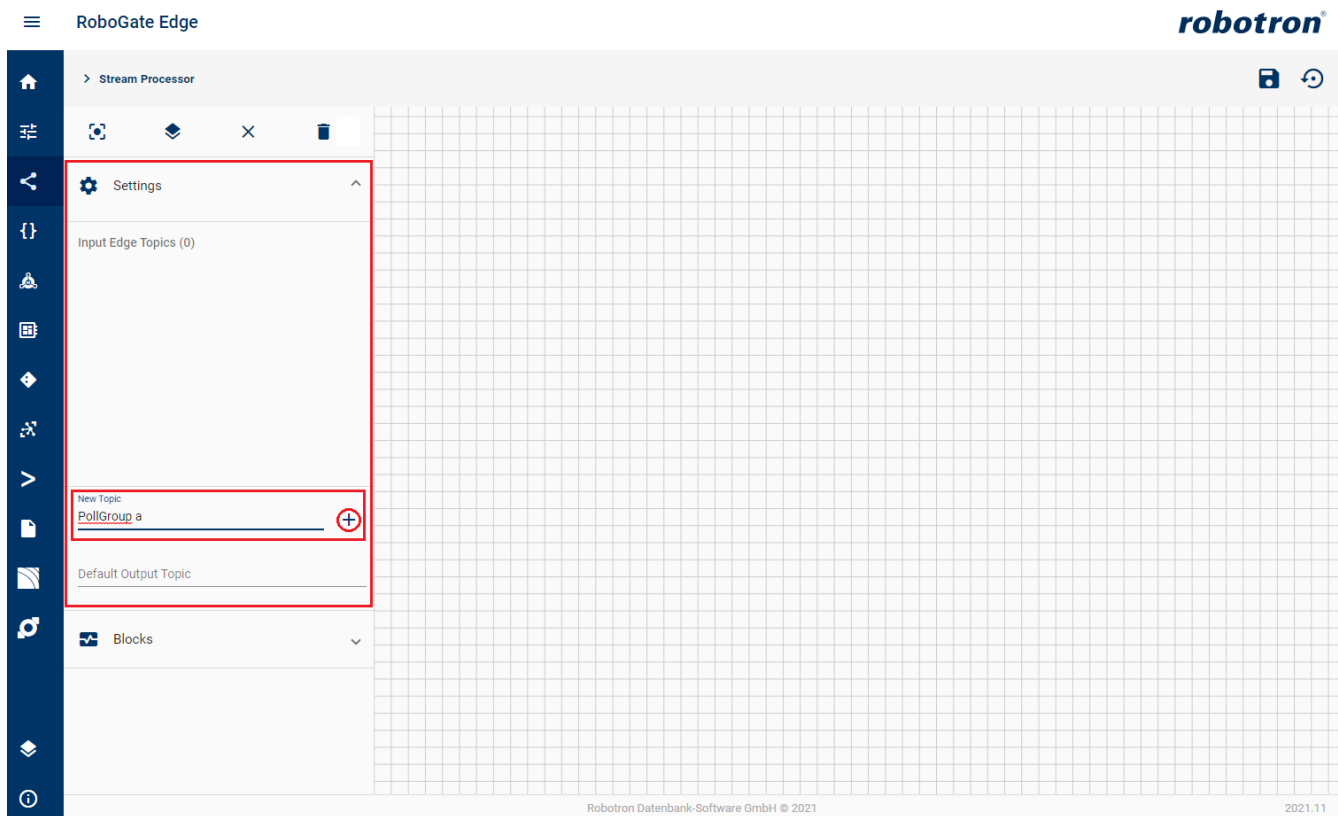 RoboGate Edge
robotron®
Stream Processor
Settings
Input Edge Topics (0)
New Topic
PollGroup a
Default Output Topic
Blocks
Robotron Datenbank-Software GmbH © 2021
2021.11